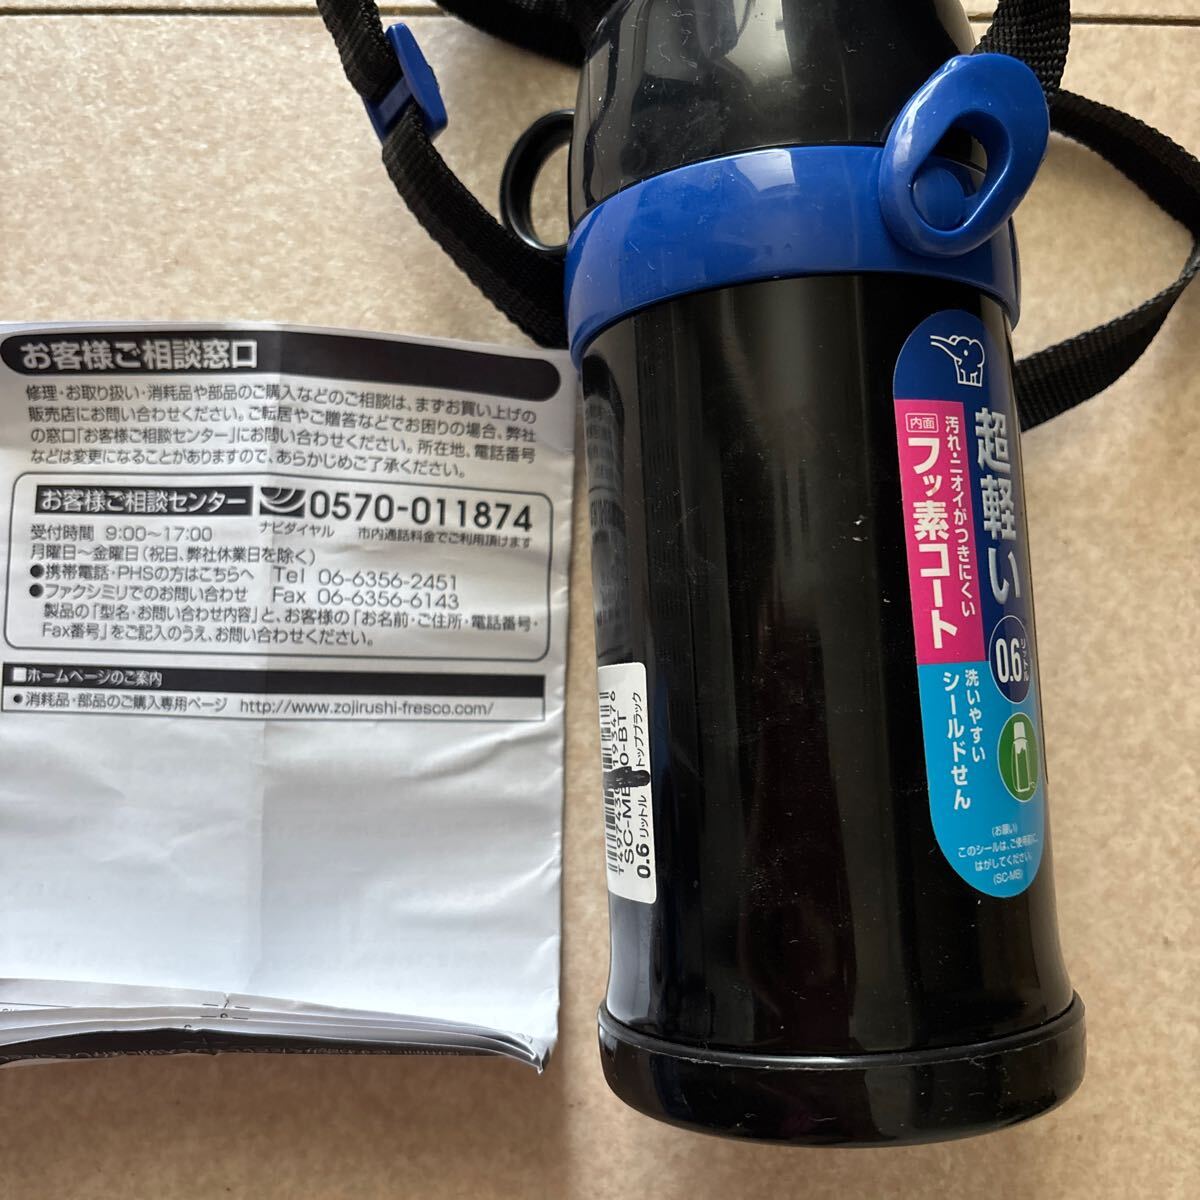 お客様ご相談窓口
修理・お取り扱い・消耗品や部品のご購入などのご相談は、まずお買い上げの
販売店にお問い合わせください。ご転居やご贈答などでお困りの場合、弊社
の窓口「お客様ご相談センター」にお問い合わせください。所在地、電話番号
などは変更になることがありますので、あらかじめご了承ください。
お客様ご相談センター 0570-011874
ナビダイヤル 市内通話料金でご利用頂けます
受付時間 9:00〜17:00
月曜日〜金曜日(祝日、弊社休業日を除く)
●携帯電話・PHSの方はこちらへ Tel 06-6356-2451
●ファクシミリでのお問い合わせ Fax 06-6356-6143
製品の「型名・お問い合わせ内容」と、お客様の「お名前・ご住所・電話番号・
Fax番号」をご記入のうえ、お問い合わせください。
■ホームページのご案内
●消耗品・部品のご購入専用ページ http://www.zojirushi-fresco.com/
超軽い
0.6リットル
汚れ・ニオイがつきにくい
内面
フッ素コート
洗いやすい
シールドせん
(お願い)
このシールは、ご使用前に、
はがしてください。
(SC-MB)
0-BT
0.6リットル トップブラック